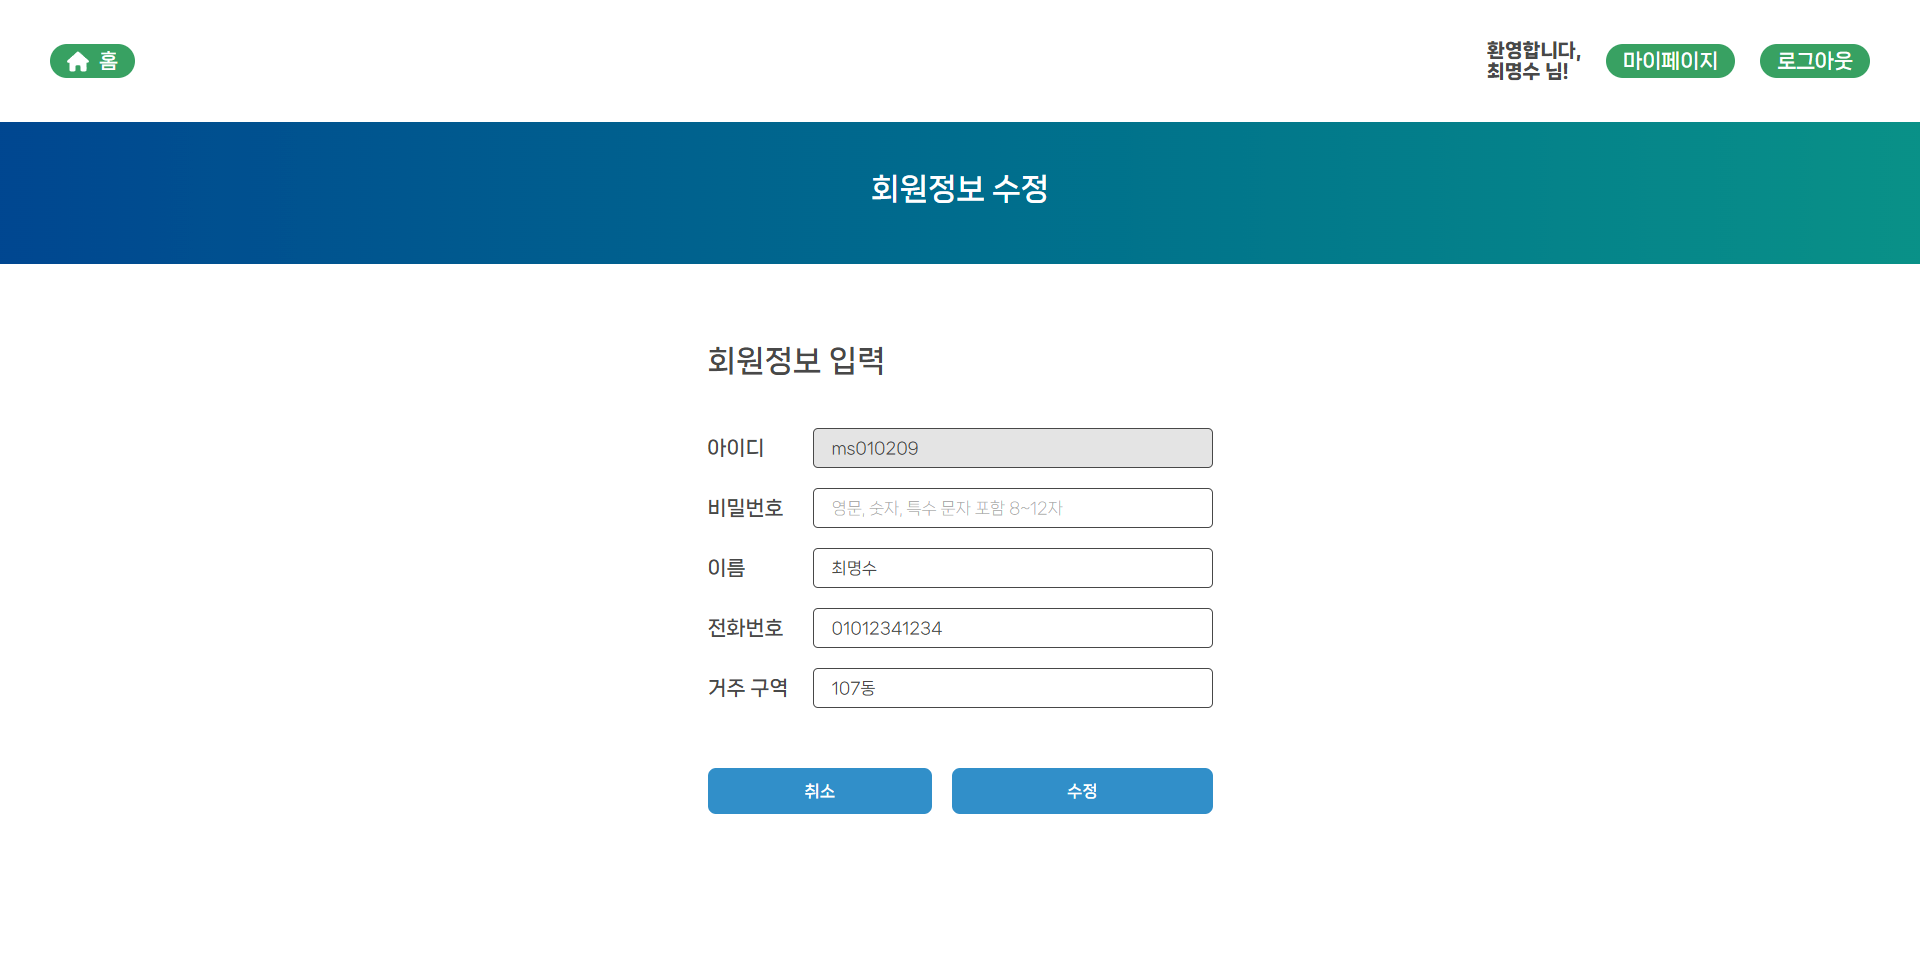 홈
환영합니다,
최명수 님!
마이페이지
로그아웃
회원정보 수정
회원정보 입력
아이디
ms010209
비밀번호
영문, 숫자, 특수 문자 포함 8~12자
이름
최명수
전화번호
01012341234
거주 구역
107동
취소
수정